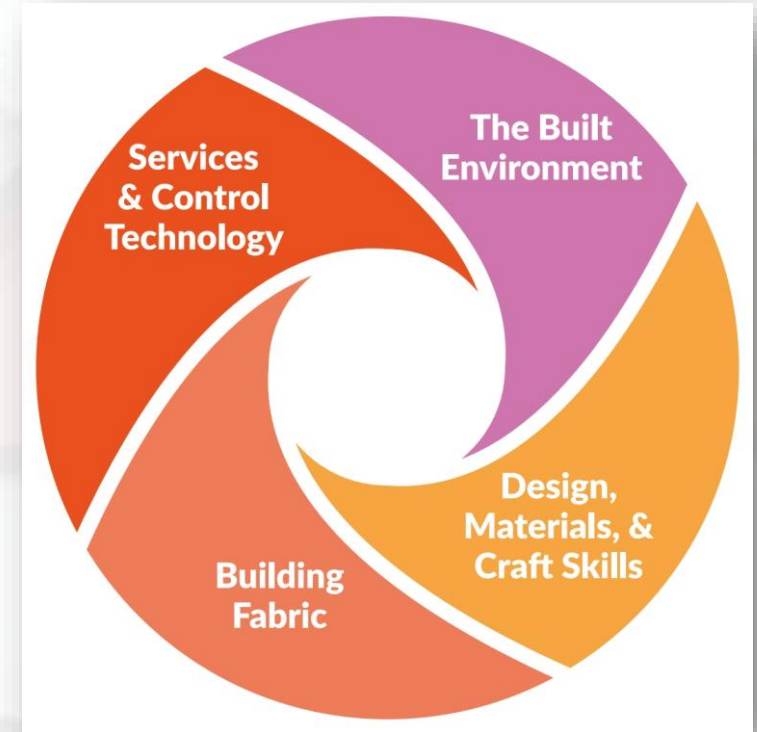 The Built
Environment
Services
& Control
Technology
Design,
Materials, &
Craft Skills
Building
Fabric